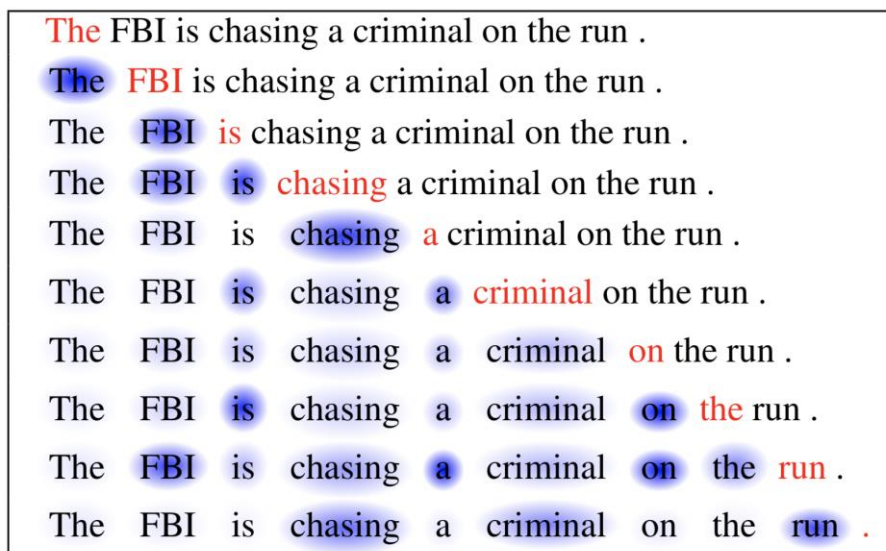 The FBI is chasing a criminal on the run .
The FBI is chasing a criminal on the run .
The FBI is chasing a criminal on the run .
The FBI is chasing a criminal on the run .
The FBI is chasing a criminal on the run .
The FBI is chasing a criminal on the run .
The FBI is chasing a criminal on the run .
The FBI is chasing a criminal on the run .
The FBI is chasing a criminal on the run .
The FBI is chasing a criminal on the run .